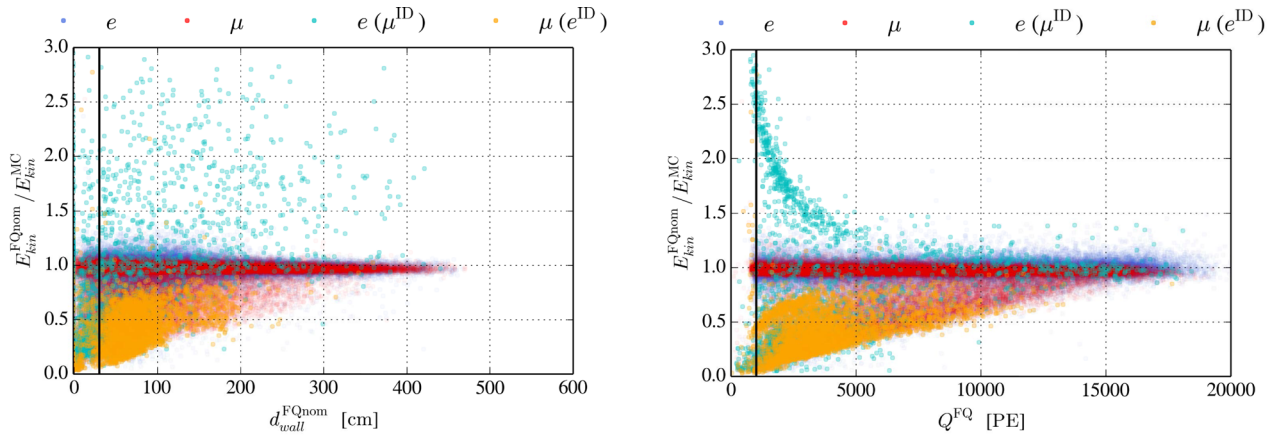 e μ e (μ^ID) μ (e^ID)
E_kin^FQnom / E_kin^MC
3.0
2.5
2.0
1.5
1.0
0.5
0.0
0 100 200 300 400 500 600
d_wall^FQnom [cm]
e μ e (μ^ID) μ (e^ID)
E_kin^FQnom / E_kin^MC
3.0
2.5
2.0
1.5
1.0
0.5
0.0
0 5000 10000 15000 20000
Q^FQ [PE]